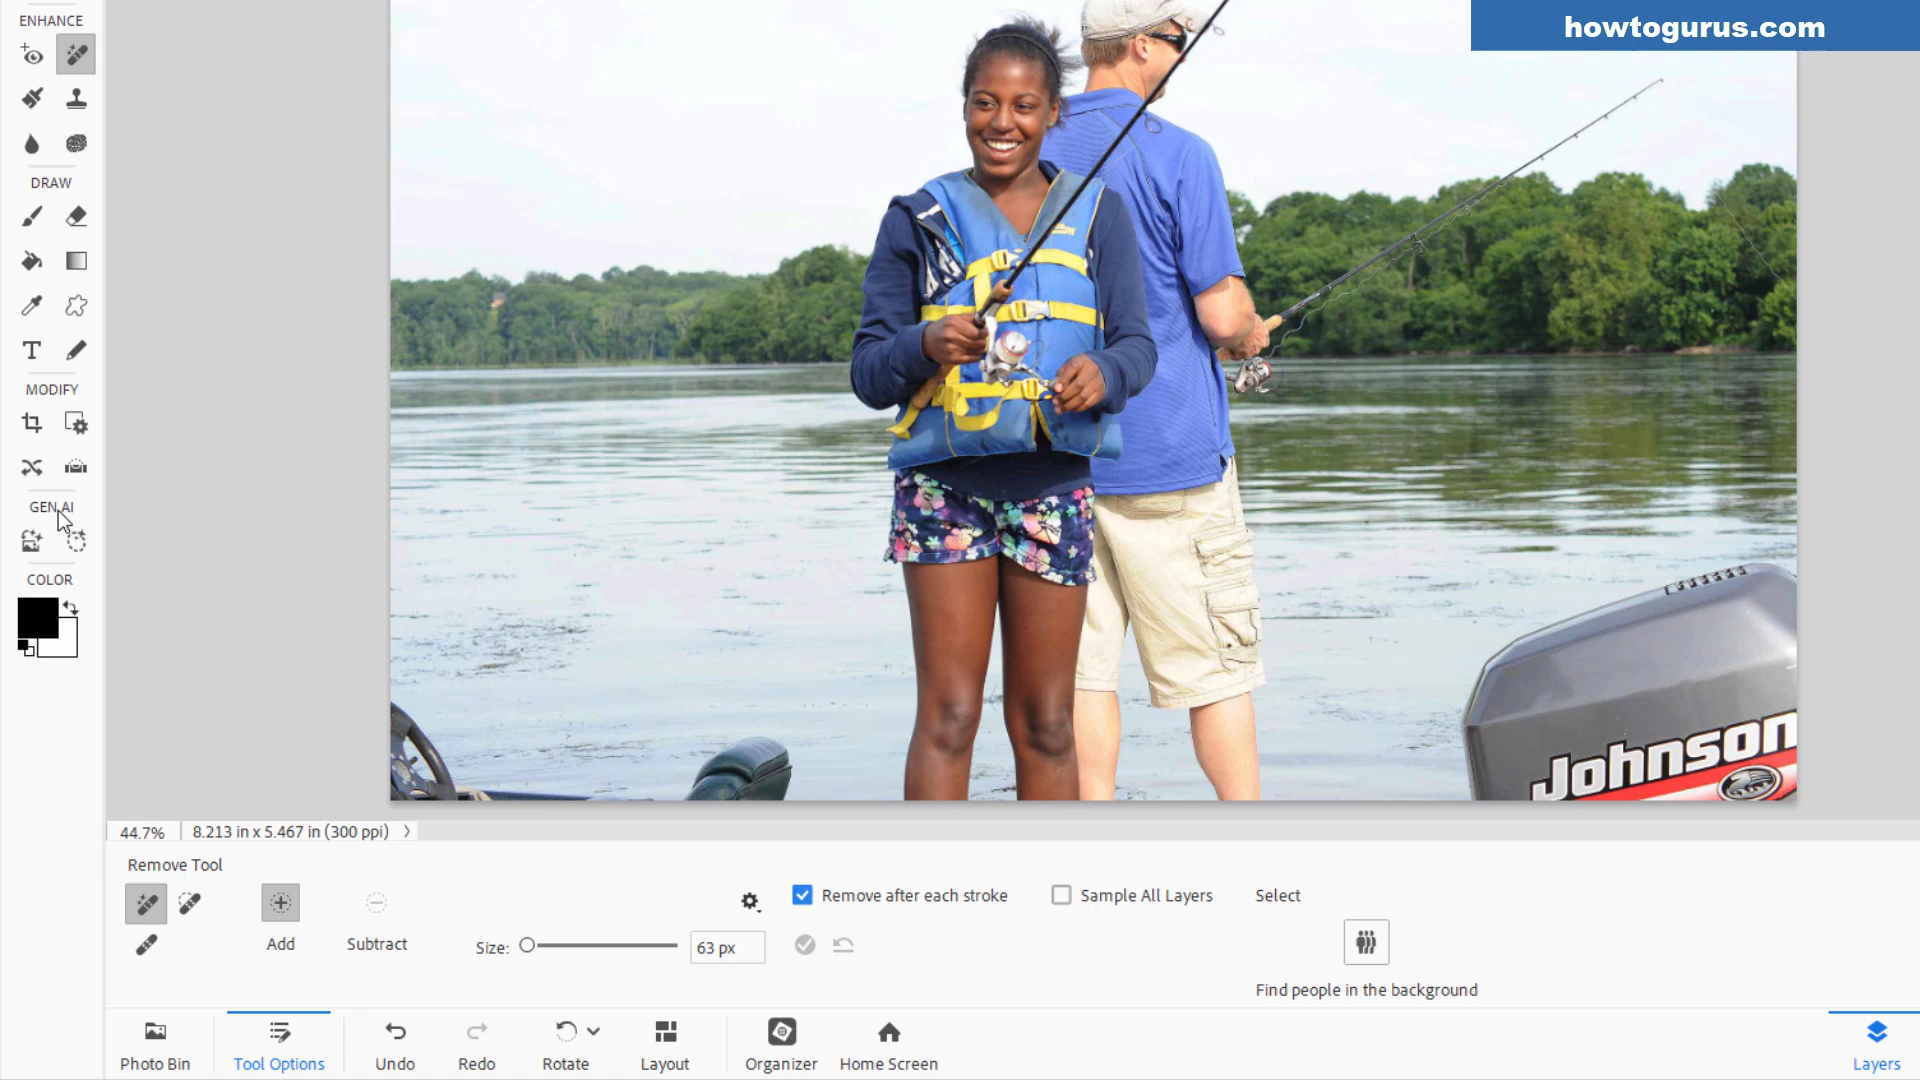 ENHANCE
howtogurus.com
DRAW
MODIFY
GEN AI
COLOR
Johnson
44.7%
8.213 in x 5.467 in (300 ppi)
Remove Tool
Remove after each stroke
Sample All Layers
Select
Add
Subtract
Size:
63 px
Find people in the background
Photo Bin
Tool Options
Undo
Redo
Rotate
Layout
Organizer
Home Screen
Layers